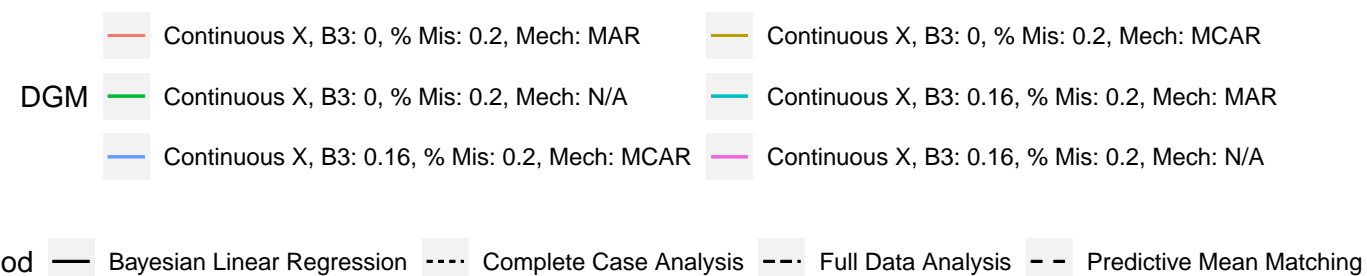 Continuous X, B3: 0, % Mis: 0.2, Mech: MAR Continuous X, B3: 0, % Mis: 0.2, Mech: MCAR
DGM Continuous X, B3: 0, % Mis: 0.2, Mech: N/A Continuous X, B3: 0.16, % Mis: 0.2, Mech: MAR
Continuous X, B3: 0.16, % Mis: 0.2, Mech: MCAR Continuous X, B3: 0.16, % Mis: 0.2, Mech: N/A
od Bayesian Linear Regression Complete Case Analysis Full Data Analysis Predictive Mean Matching